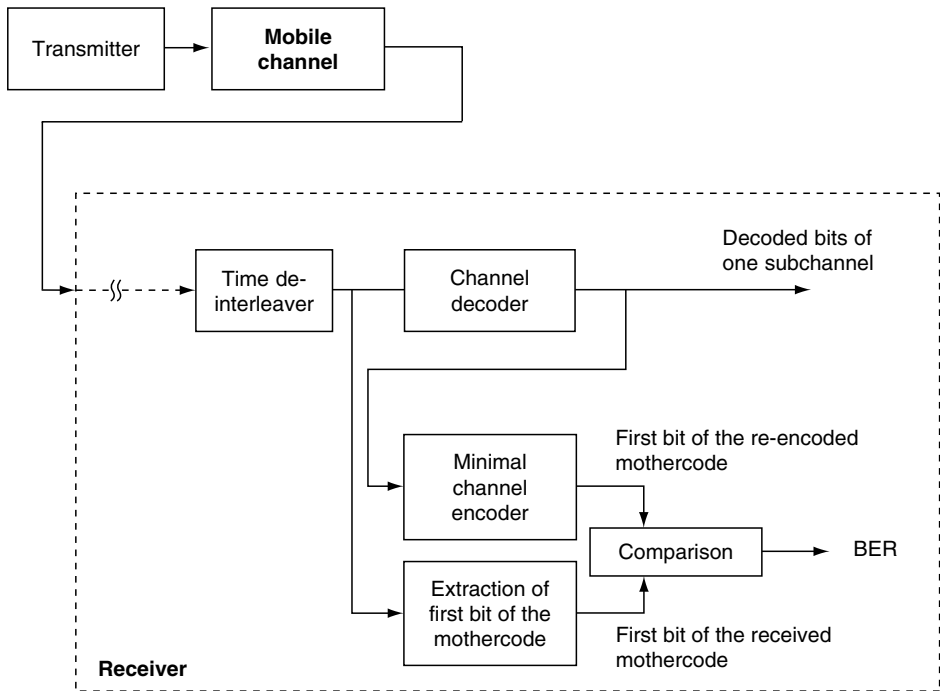 Transmitter
Mobile
channel
Decoded bits of
one subchannel
Time de-
interleaver
Channel
decoder
First bit of the re-encoded
mothercode
Minimal
channel
encoder
Comparison
BER
Extraction of
first bit of the
mothercode
First bit of the received
mothercode
Receiver